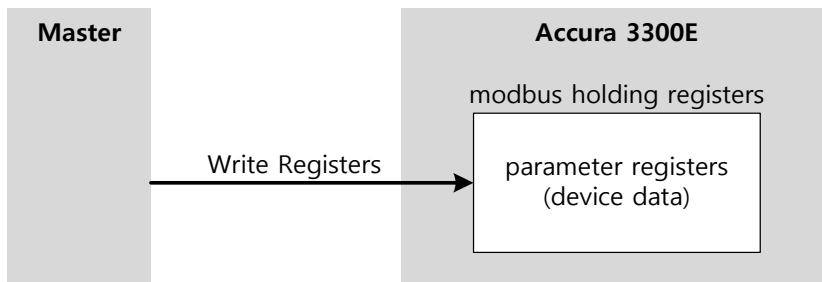 Master
Accura 3300E
modbus holding registers
Write Registers
parameter registers
(device data)